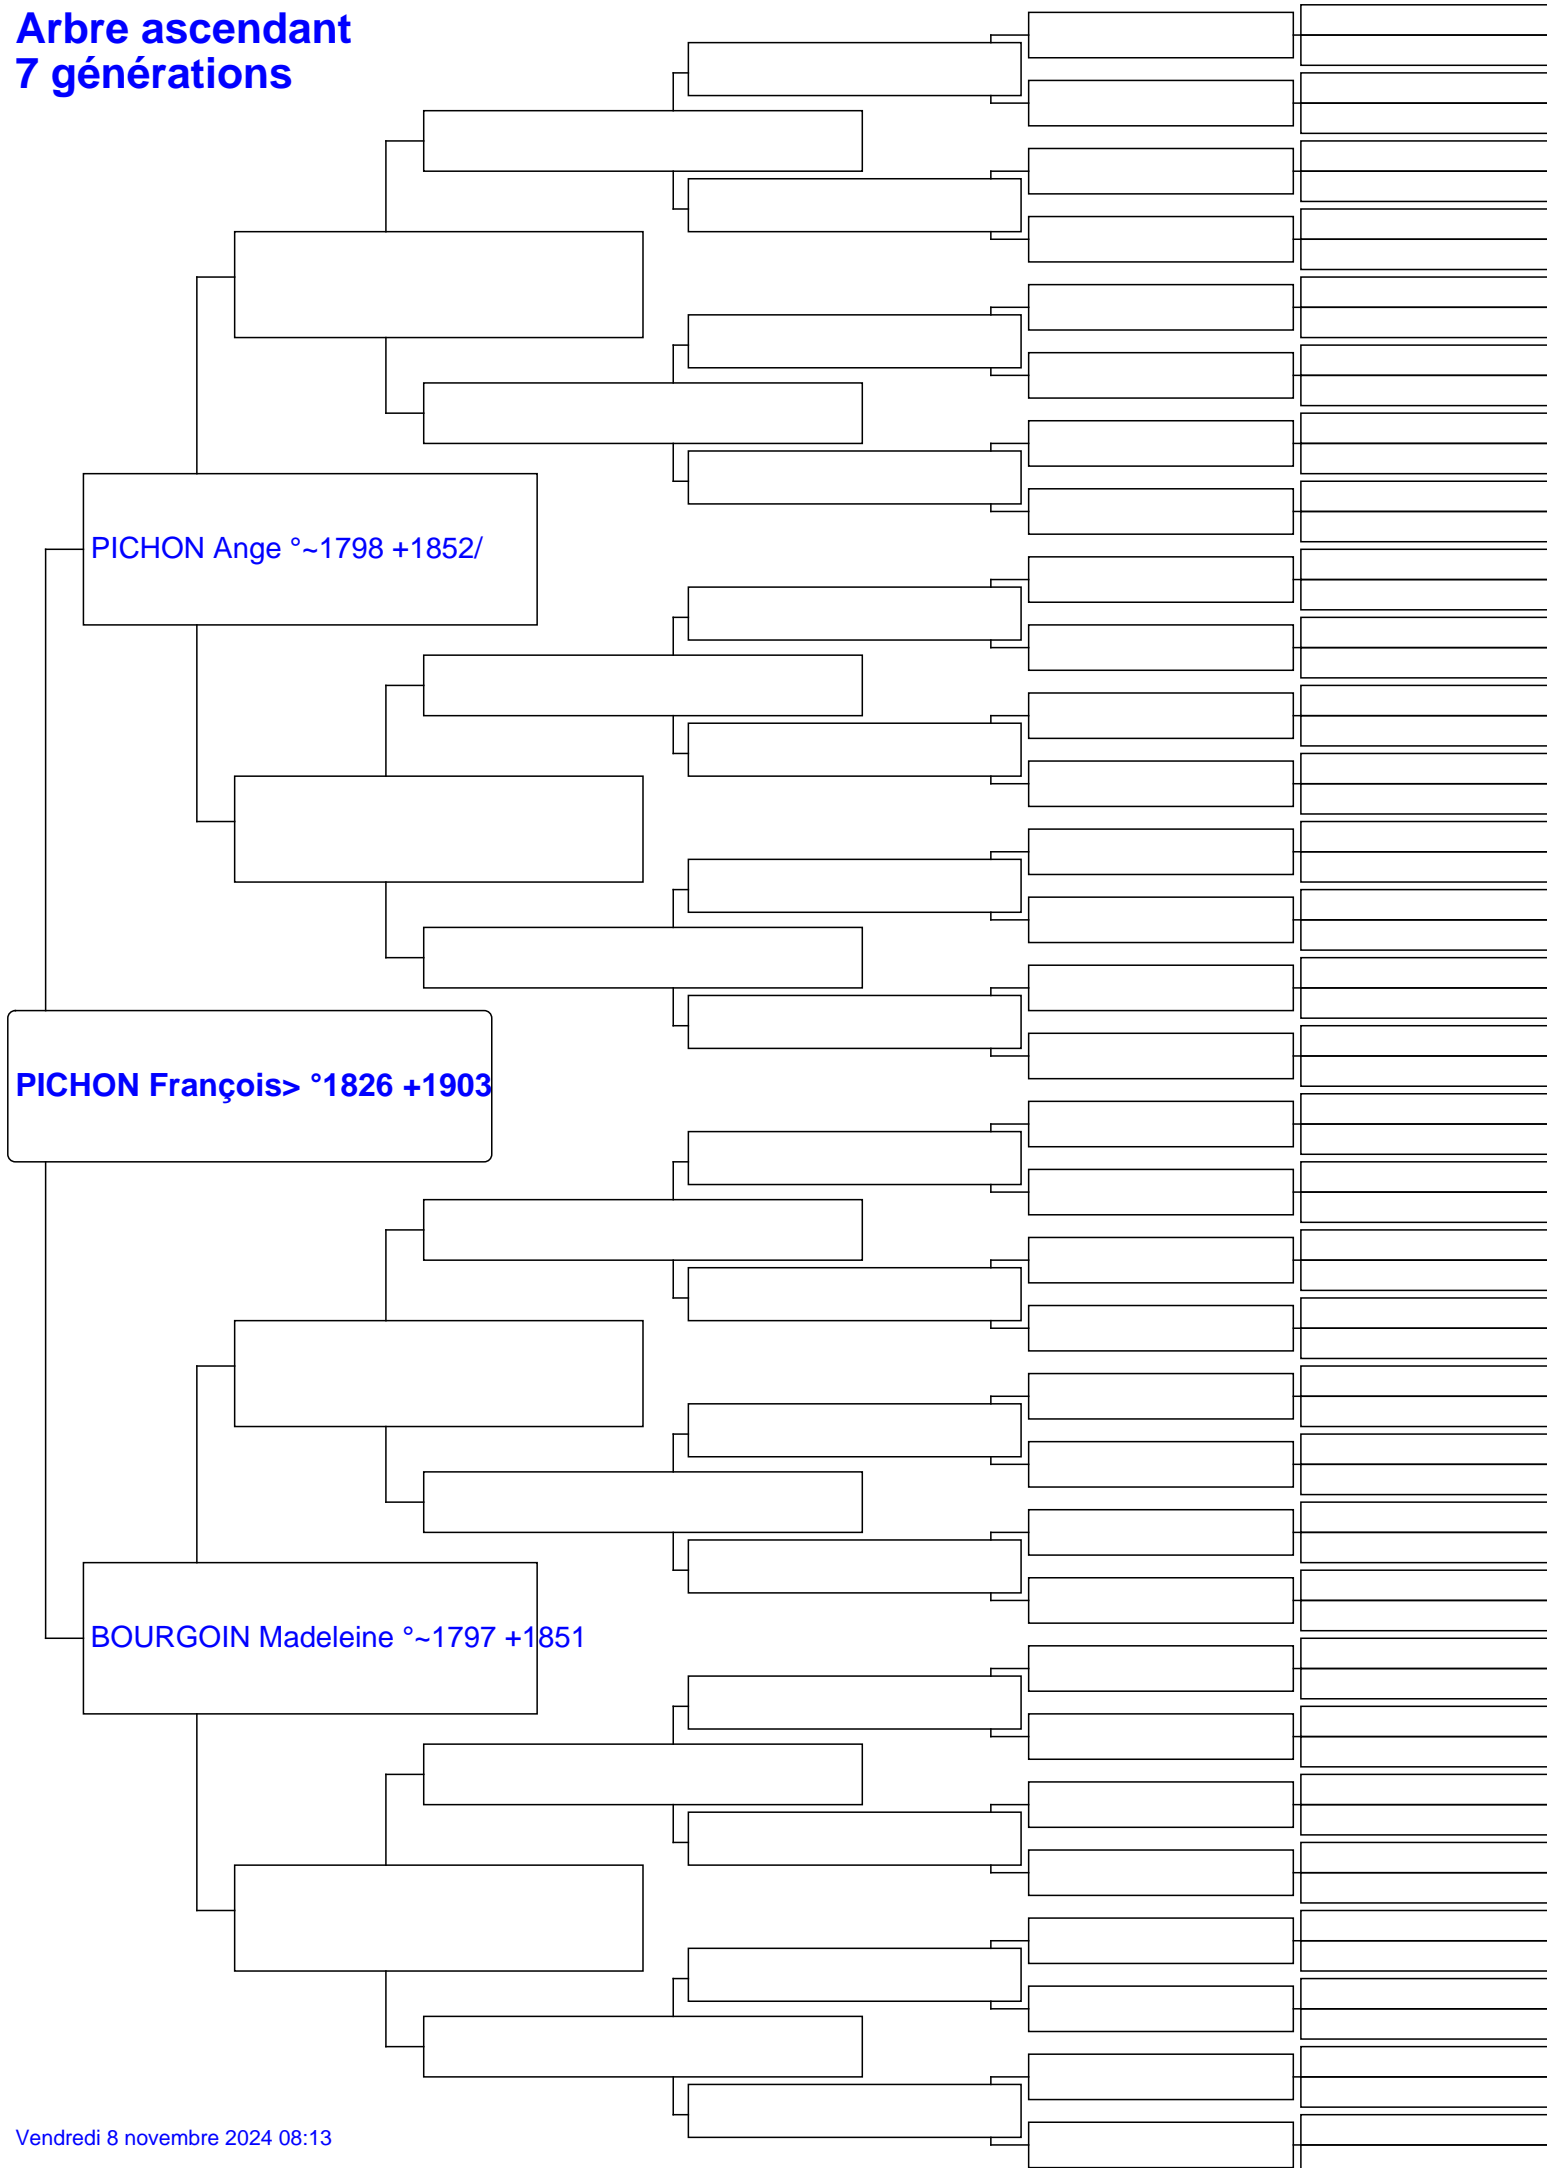 Arbre ascendant
7 générations
PICHON Ange °~1798 +1852/
PICHON François> °1826 +1903
BOURGOIN Madeleine °~1797 +1851
Vendredi 8 novembre 2024 08:13